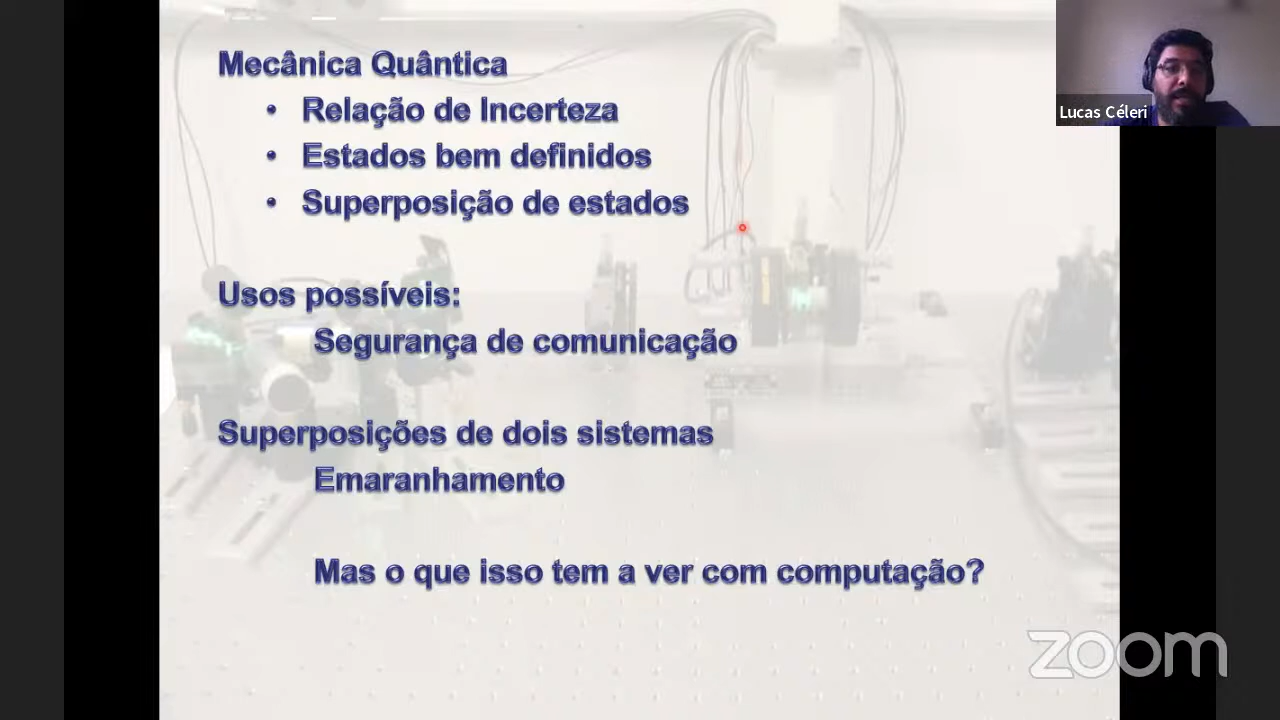 Mecânica Quântica
• Relação de Incerteza
• Estados bem definidos
• Superposição de estados
Usos possíveis:
Segurança de comunicação
Superposições de dois sistemas
Emaranhamento
Mas o que isso tem a ver com computação?
Lucas Céleri
zoom